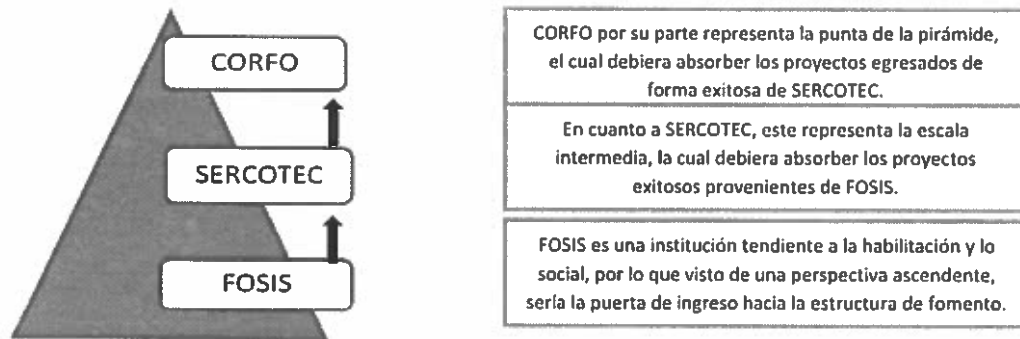 CORFO
SERCOTEC
FOSIS
CORFO por su parte representa la punta de la pirámide,
el cual debiera absorber los proyectos egresados de
forma exitosa de SERCOTEC.
En cuanto a SERCOTEC, este representa la escala
intermedia, la cual debiera absorber los proyectos
exitosos provenientes de FOSIS.
FOSIS es una institución tendiente a la habilitación y lo
social, por lo que visto de una perspectiva ascendente,
sería la puerta de ingreso hacia la estructura de fomento.